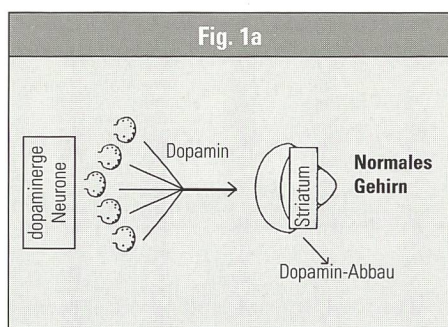 Fig. 1a
dopaminerge
Neurone
Dopamin
Striatum
Normales
Gehirn
Dopamin-Abbau